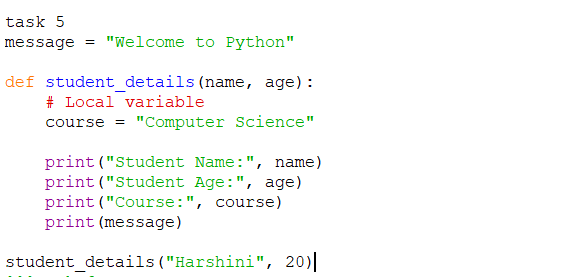 task 5
message = "Welcome to Python"
def student_details(name, age):
    # Local variable
    course = "Computer Science"
    print("Student Name:", name)
    print("Student Age:", age)
    print("Course:", course)
    print(message)
student_details("Harshini", 20)